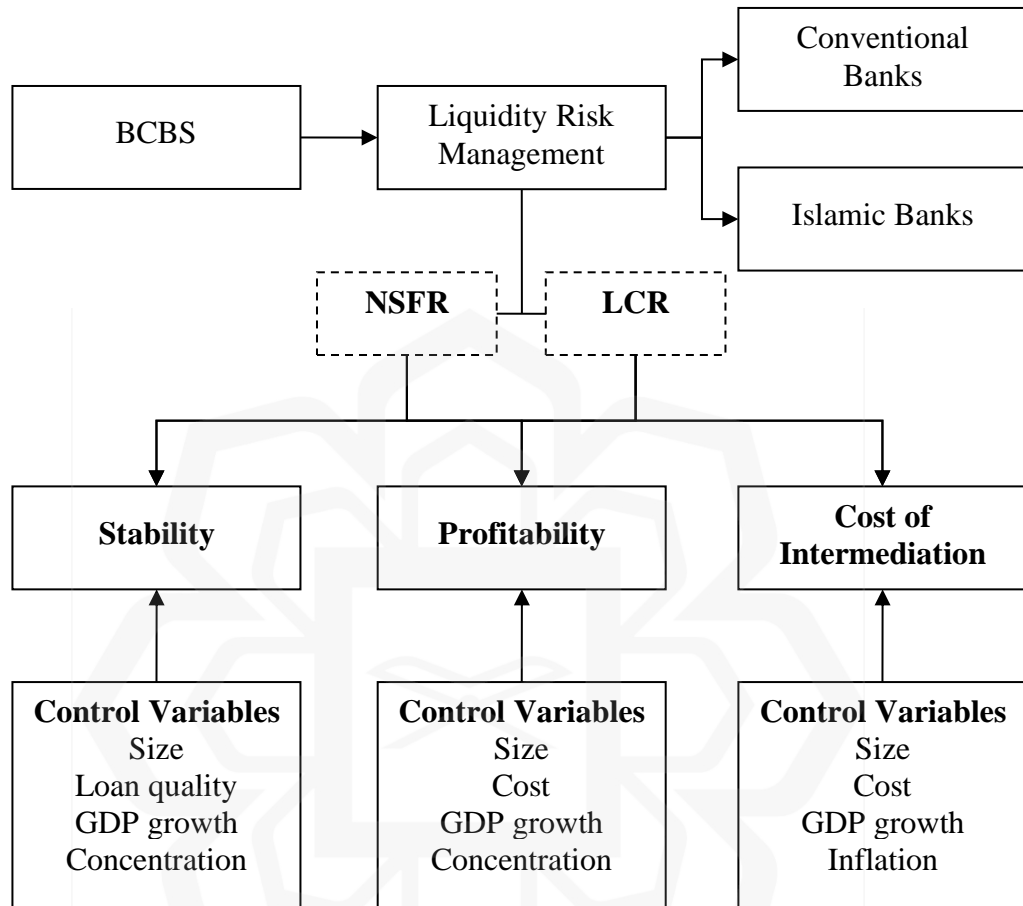 Conventional
Banks
BCBS
Liquidity Risk
Management
Islamic Banks
NSFR
LCR
Stability
Profitability
Cost of
Intermediation
Control Variables
Size
Loan quality
GDP growth
Concentration
Control Variables
Size
Cost
GDP growth
Concentration
Control Variables
Size
Cost
GDP growth
Inflation